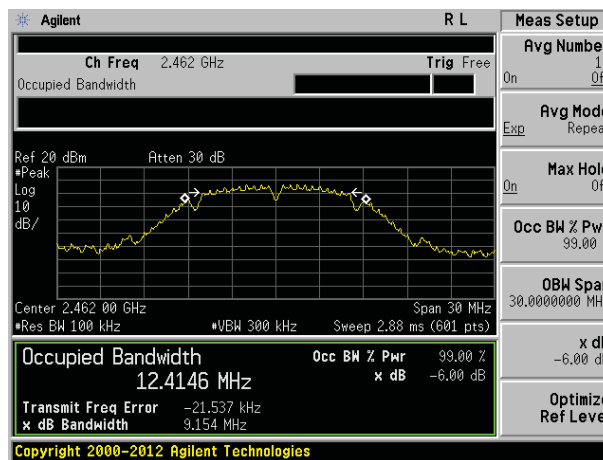 Agilent R L
Meas Setup
Ch Freq 2.462 GHz Trig Free
Occupied Bandwidth
Avg Numbe
1
On Of
Avg Mod
Exp Repea
Max Hol
On Of
Occ BW % Pw
99.00
OBW Spa
30.0000000 MH
x d
-6.00 d
Optimiz
Ref Leve
Ref 20 dBm Atten 30 dB
#Peak
Log
10
dB/
Center 2.462 00 GHz Span 30 MHz
#Res BW 100 kHz #VBW 300 kHz Sweep 2.88 ms (601 pts)
Occupied Bandwidth Occ BW % Pwr 99.00 %
12.4146 MHz x dB -6.00 dB
Transmit Freq Error -21.537 kHz
x dB Bandwidth 9.154 MHz
Copyright 2000-2012 Agilent Technologies